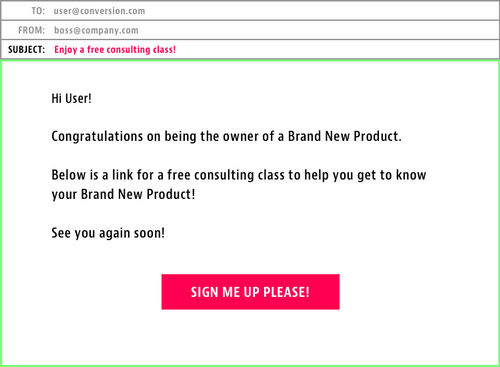 TO: user@conversion.com
FROM: boss@company.com
SUBJECT: Enjoy a free consulting class!
Hi User!
Congratulations on being the owner of a Brand New Product.
Below is a link for a free consulting class to help you get to know
your Brand New Product!
See you again soon!
SIGN ME UP PLEASE!